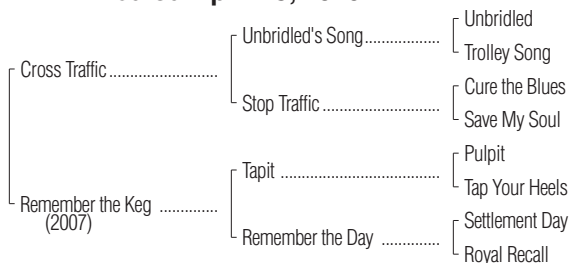 Unbridled
Unbridled's Song..................
Trolley Song
Cross Traffic..........................
Cure the Blues
Stop Traffic............................
Save My Soul
Pulpit
Tapit ......................................
Tap Your Heels
Remember the Keg ..............
(2007)
Settlement Day
Remember the Day ...............
Royal Recall